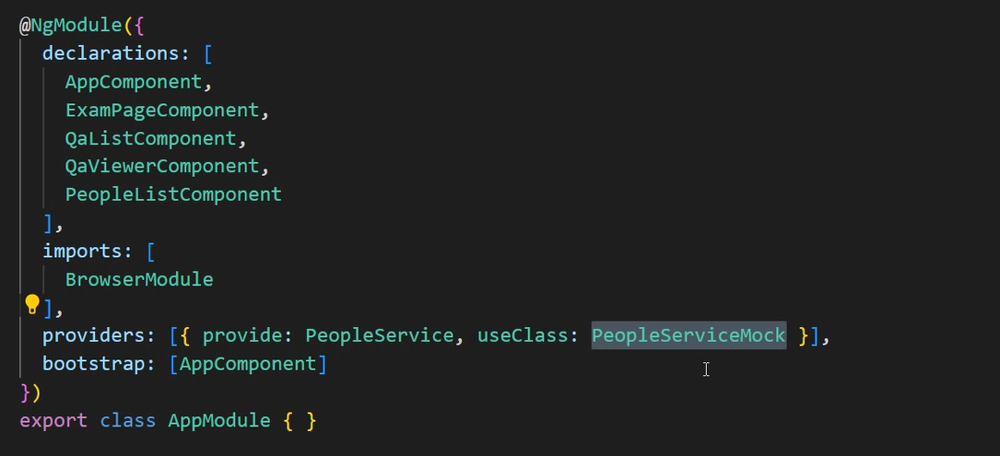 @NgModule({
  declarations: [
    AppComponent,
    ExamPageComponent,
    QaListComponent,
    QaViewerComponent,
    PeopleListComponent
  ],
  imports: [
    BrowserModule
  ],
  providers: [{ provide: PeopleService, useClass: PeopleServiceMock }],
  bootstrap: [AppComponent]
})
export class AppModule { }